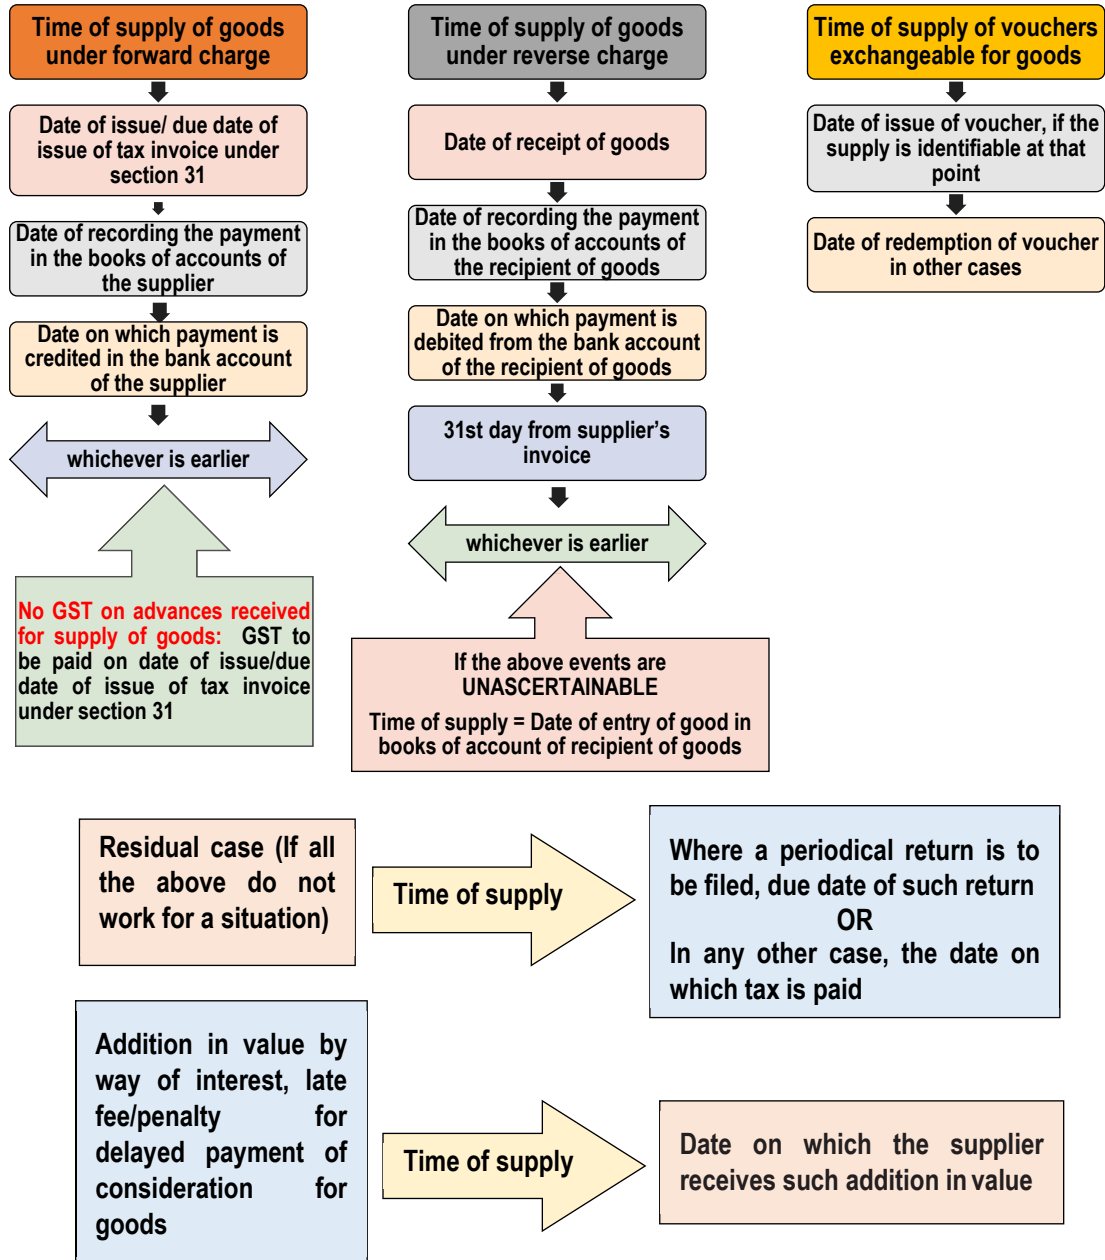 Time of supply of goods
under forward charge
Date of issue/ due date of
issue of tax invoice under
section 31
Date of recording the payment
in the books of accounts of
the supplier
Date on which payment is
credited in the bank account
of the supplier
whichever is earlier
No GST on advances received
for supply of goods: GST to
be paid on date of issue/due
date of issue of tax invoice
under section 31
Time of supply of goods
under reverse charge
Date of receipt of goods
Date of recording the payment
in the books of accounts of
the recipient of goods
Date on which payment is
debited from the bank account
of the recipient of goods
31st day from supplier's
invoice
whichever is earlier
If the above events are
UNASCERTAINABLE
Time of supply = Date of entry of good in
books of account of recipient of goods
Time of supply of vouchers
exchangeable for goods
Date of issue of voucher, if the
supply is identifiable at that
point
Date of redemption of voucher
in other cases
Residual case (If all
the above do not
work for a situation)
Time of supply
Where a periodical return is to
be filed, due date of such return
OR
In any other case, the date on
which tax is paid
Addition in value by
way of interest, late
fee/penalty for
delayed payment of
consideration for
goods
Time of supply
Date on which the supplier
receives such addition in value